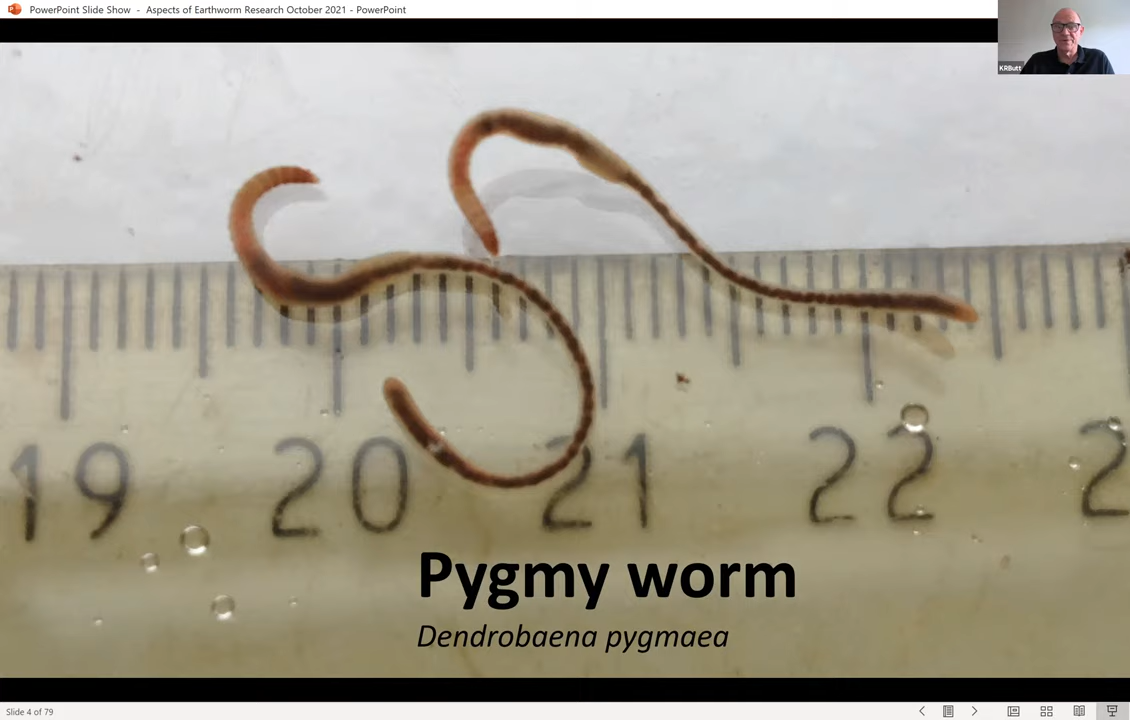 PowerPoint Slide Show - Aspects of Earthworm Research October 2021 - PowerPoint
KRButt
19 20 21 22 2
Pygmy worm
Dendrobaena pygmaea
Slide 4 of 79